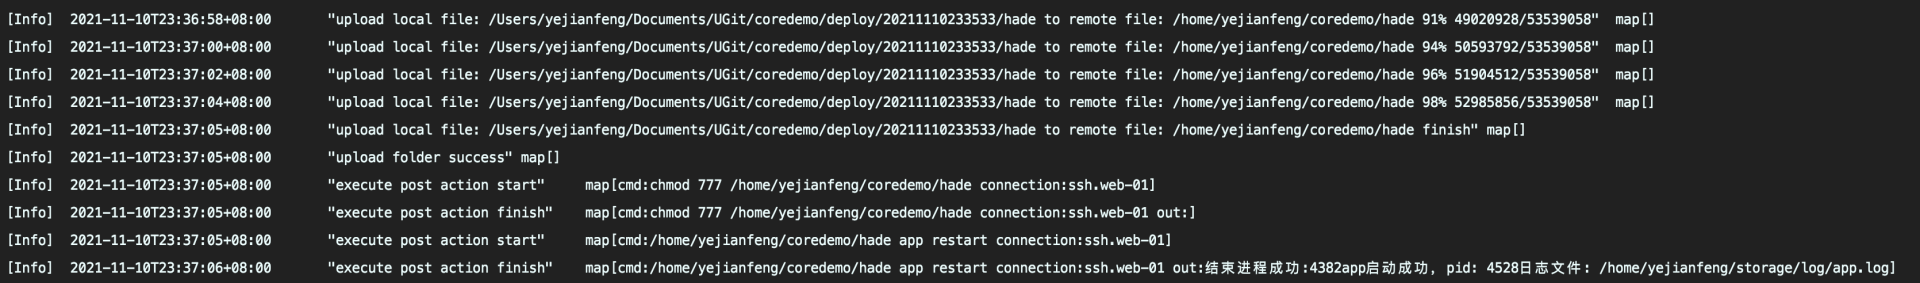 [Info] 2021-11-10T23:36:58+08:00 "upload local file: /Users/yejianfeng/Documents/UGit/coredemo/deploy/20211110233533/hade to remote file: /home/yejianfeng/coredemo/hade 91% 49020928/53539058" map[]
[Info] 2021-11-10T23:37:00+08:00 "upload local file: /Users/yejianfeng/Documents/UGit/coredemo/deploy/20211110233533/hade to remote file: /home/yejianfeng/coredemo/hade 94% 50593792/53539058" map[]
[Info] 2021-11-10T23:37:02+08:00 "upload local file: /Users/yejianfeng/Documents/UGit/coredemo/deploy/20211110233533/hade to remote file: /home/yejianfeng/coredemo/hade 96% 51904512/53539058" map[]
[Info] 2021-11-10T23:37:04+08:00 "upload local file: /Users/yejianfeng/Documents/UGit/coredemo/deploy/20211110233533/hade to remote file: /home/yejianfeng/coredemo/hade 98% 52985856/53539058" map[]
[Info] 2021-11-10T23:37:05+08:00 "upload local file: /Users/yejianfeng/Documents/UGit/coredemo/deploy/20211110233533/hade to remote file: /home/yejianfeng/coredemo/hade finish" map[]
[Info] 2021-11-10T23:37:05+08:00 "upload folder success" map[]
[Info] 2021-11-10T23:37:05+08:00 "execute post action start" map[cmd:chmod 777 /home/yejianfeng/coredemo/hade connection:ssh.web-01]
[Info] 2021-11-10T23:37:05+08:00 "execute post action finish" map[cmd:chmod 777 /home/yejianfeng/coredemo/hade connection:ssh.web-01 out:]
[Info] 2021-11-10T23:37:05+08:00 "execute post action start" map[cmd:/home/yejianfeng/coredemo/hade app restart connection:ssh.web-01]
[Info] 2021-11-10T23:37:06+08:00 "execute post action finish" map[cmd:/home/yejianfeng/coredemo/hade app restart connection:ssh.web-01 out:结束进程成功:4382app启动成功, pid: 4528日志文件: /home/yejianfeng/storage/log/app.log]